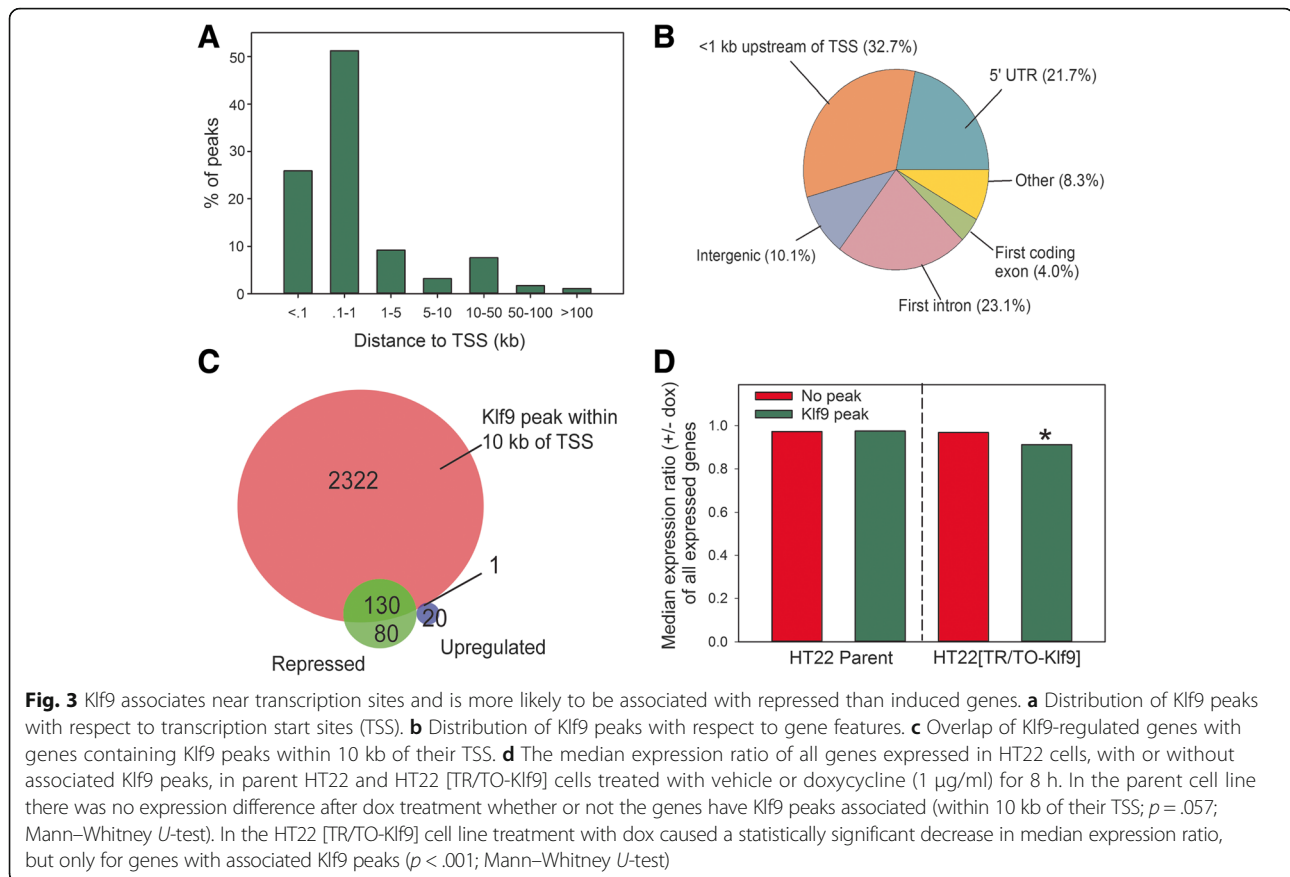 A
50
40
30
20
10
0
% of peaks
<.1 .1-1 1-5 5-10 10-50 50-100 >100
Distance to TSS (kb)
B
<1 kb upstream of TSS (32.7%)
5' UTR (21.7%)
Other (8.3%)
First coding
exon (4.0%)
First intron (23.1%)
Intergenic (10.1%)
C
Klf9 peak within
10 kb of TSS
2322
1
130
80
20
Repressed
Upregulated
D
No peak
Klf9 peak
*
1.0
0.8
0.6
0.4
0.2
0.0
Median expression ratio (+/- dox)
of all expressed genes
HT22 Parent HT22[TR/TO-Klf9]
Fig. 3 Klf9 associates near transcription sites and is more likely to be associated with repressed than induced genes. a Distribution of Klf9 peaks
with respect to transcription start sites (TSS). b Distribution of Klf9 peaks with respect to gene features. c Overlap of Klf9-regulated genes with
genes containing Klf9 peaks within 10 kb of their TSS. d The median expression ratio of all genes expressed in HT22 cells, with or without
associated Klf9 peaks, in parent HT22 and HT22 [TR/TO-Klf9] cells treated with vehicle or doxycycline (1 μg/ml) for 8 h. In the parent cell line
there was no expression difference after dox treatment whether or not the genes have Klf9 peaks associated (within 10 kb of their TSS; p = .057;
Mann–Whitney U-test). In the HT22 [TR/TO-Klf9] cell line treatment with dox caused a statistically significant decrease in median expression ratio,
but only for genes with associated Klf9 peaks (p < .001; Mann–Whitney U-test)